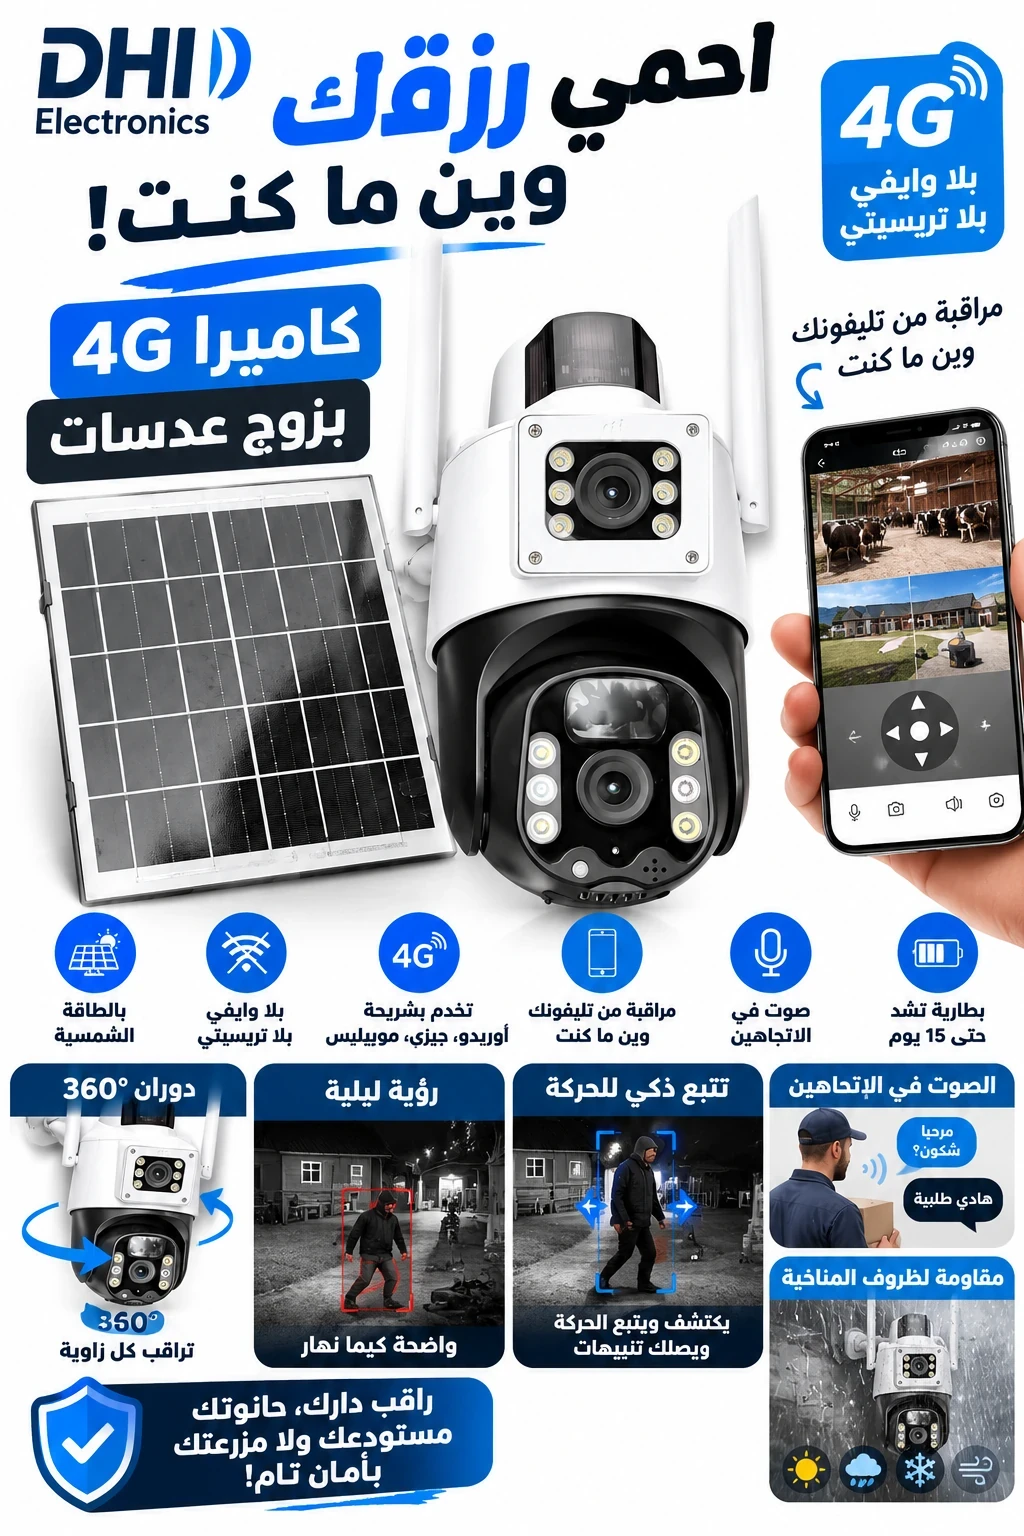 DHI
Electronics
احمي رزقك
وين ما كنت!
4G
بلا وايفي
بلا تريسيتي
كاميرا 4G
بزوج عدسات
مراقبة من تليفونك
وين ما كنت
بالطاقة
الشمسية
بلا وايفي
بلا تريسيتي
4G
تخدم بشريحة
أوريدو، جيزي، موبيليس
مراقبة من تليفونك
وين ما كنت
صوت في
الاتجاهين
بطارية تشد
حتى 15 يوم
دوران 360°
360°
تراقب كل زاوية
رؤية ليلية
واضحة كيما نهار
تتبع ذكي للحركة
يكتشف ويتبع الحركة
ويصلك تنبيهات
الصوت في الإتجاهين
مرحبا
شكون؟
هادي طلبية
مقاومة لظروف المناخية
راقب دارك، حانوتك
مستودعك ولا مزرعتك
بأمان تام!